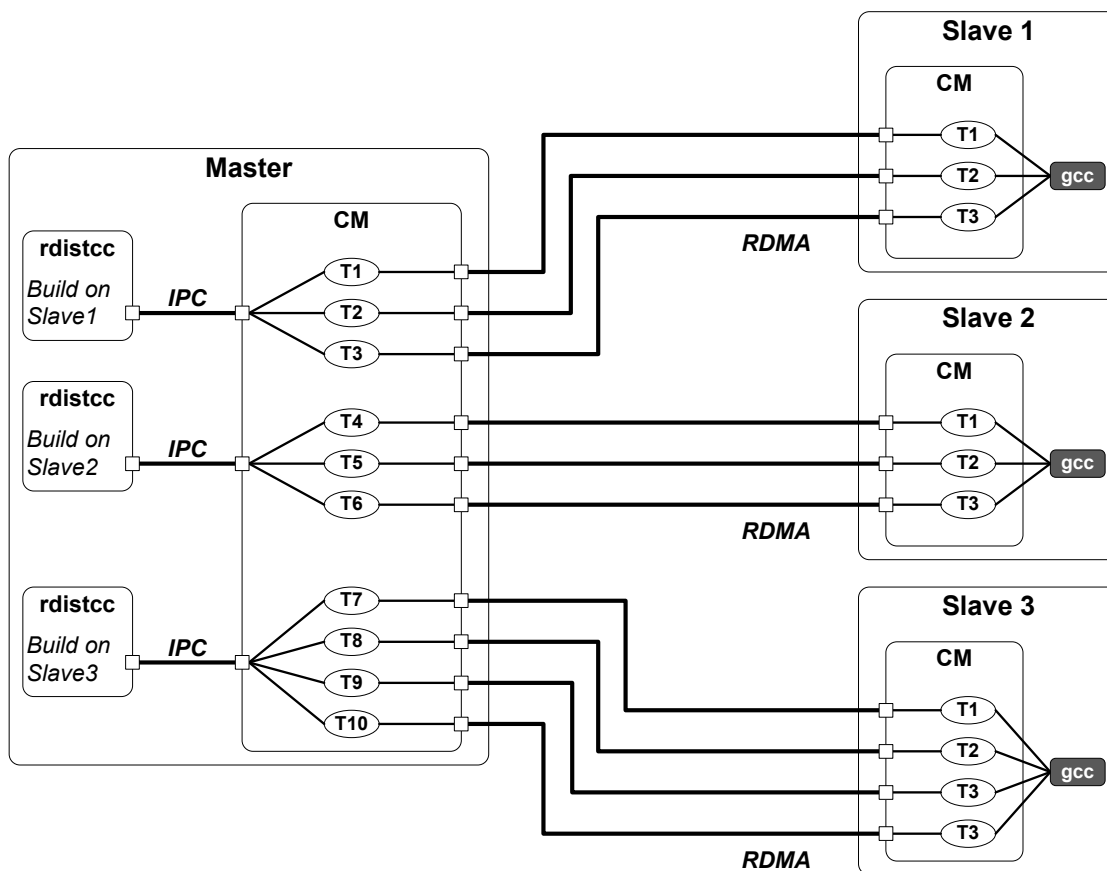 Master
rdistcc
Build on
Slave1
IPC
rdistcc
Build on
Slave2
IPC
rdistcc
Build on
Slave3
IPC
CM
T1
T2
T3
T4
T5
T6
T7
T8
T9
T10
Slave 1
CM
T1
T2
T3
gcc
RDMA
Slave 2
CM
T1
T2
T3
gcc
RDMA
Slave 3
CM
T1
T2
T3
T3
gcc
RDMA